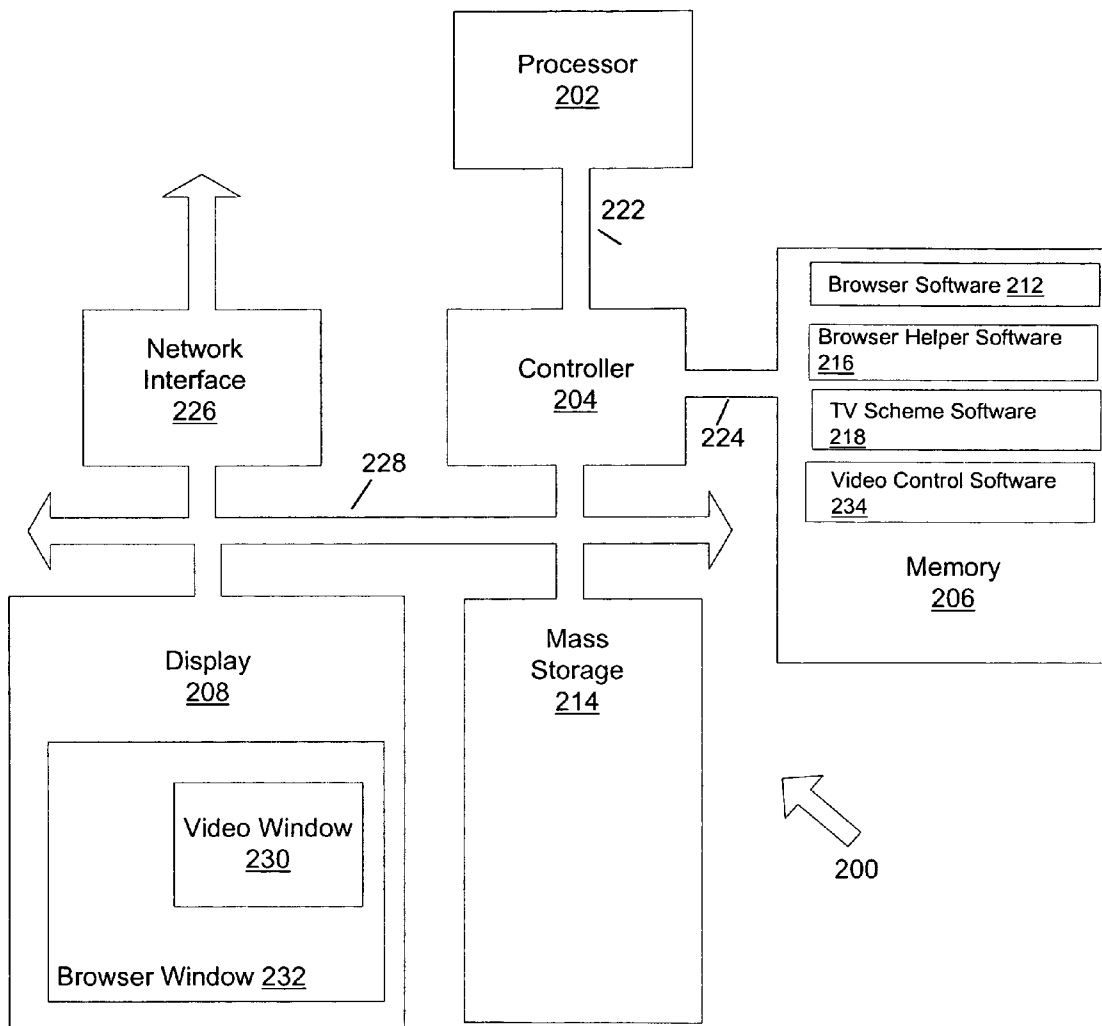 Processor
202
222
Browser Software 212
Browser Helper Software
216
TV Scheme Software
218
Video Control Software
234
Memory
206
Network
Interface
226
Controller
204
224
228
Display
208
Mass
Storage
214
Video Window
230
Browser Window 232
200